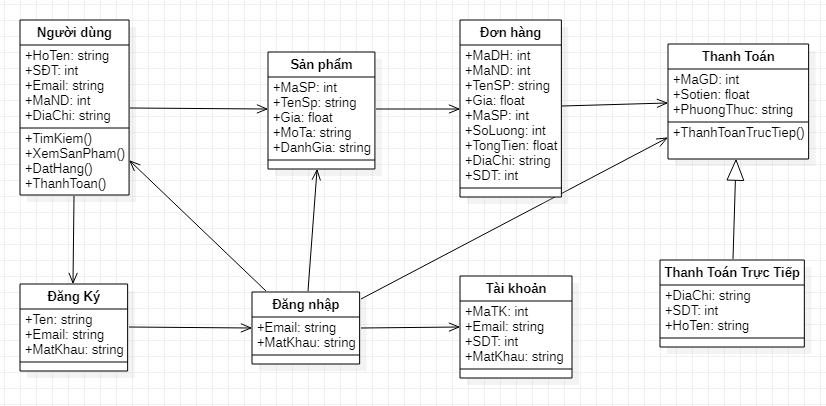 Người dùng
+HoTen: string
+SĐT: int
+Email: string
+MaND: int
+DiaChi: string
+TimKiem()
+XemSanPham()
+DatHang()
+ThanhToan()
Sản phẩm
+MaSP: int
+TenSp: string
+Gia: float
+MoTa: string
+DanhGia: string
Đơn hàng
+MaDH: int
+MaND: int
+TenSP: string
+Gia: float
+MaSP: int
+SoLuong: int
+TongTien: float
+DiaChi: string
+SDT: int
Thanh Toán
+MaGD: int
+Sotien: float
+PhuongThuc: string
+ThanhToanTrucTiep()
Đăng Ký
+Ten: string
+Email: string
+MatKhau: string
Đăng nhập
+Email: string
+MatKhau: string
Tài khoản
+MaTK: int
+Email: string
+SDT: int
+MatKhau: string
Thanh Toán Trực Tiếp
+DiaChi: string
+SDT: int
+HoTen: string